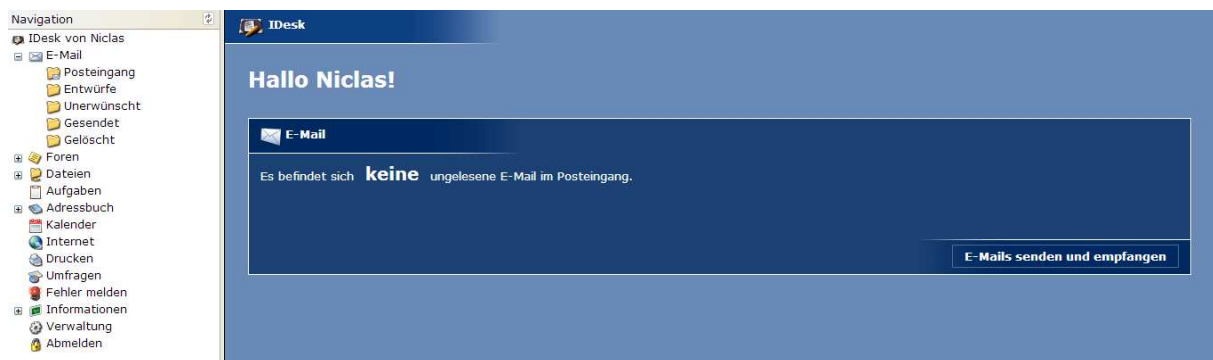 Navigation
IDesk von Niclas
E-Mail
Posteingang
Entwürfe
Unerwünscht
Gesendet
Gelöscht
Foren
Dateien
Aufgaben
Adressbuch
Kalender
Internet
Drucken
Umfragen
Fehler melden
Informationen
Verwaltung
Abmelden
IDesk
Hallo Niclas!
E-Mail
Es befindet sich keine ungelesene E-Mail im Posteingang.
E-Mails senden und empfangen